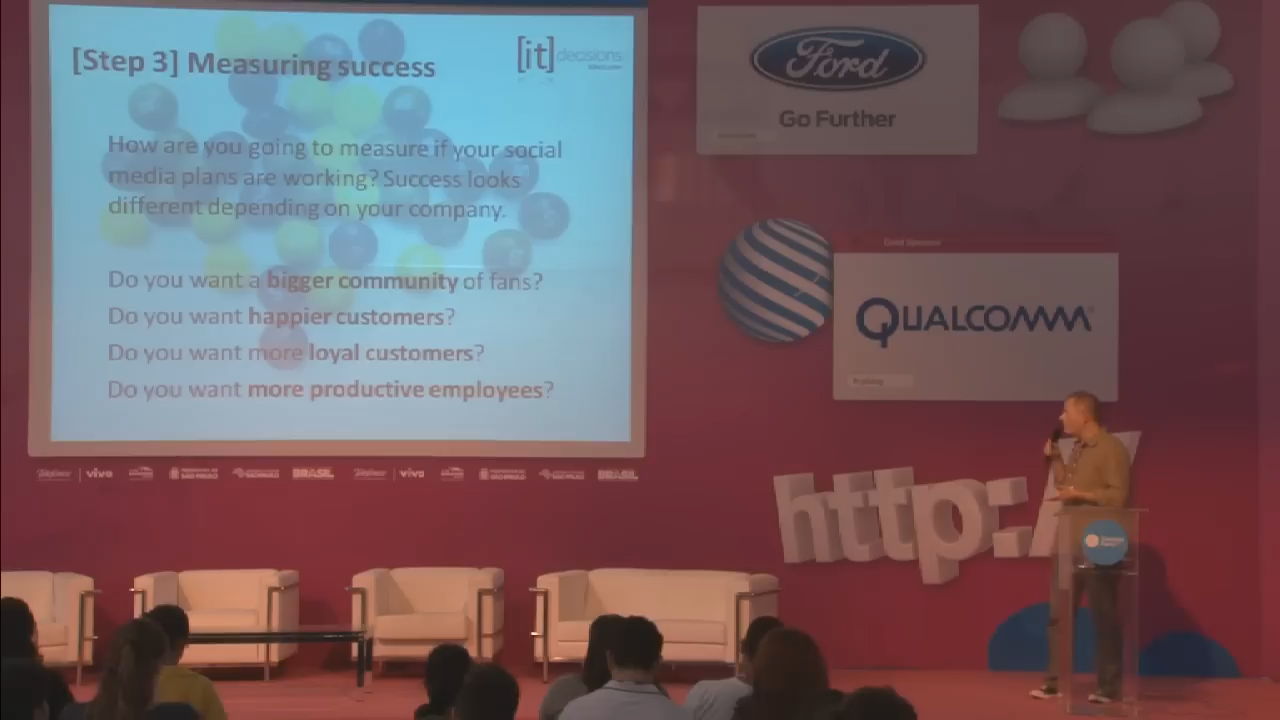 [Step 3] Measuring success
[it] decisions
How are you going to measure if your social
media plans are working? Success looks
different depending on your company.
Do you want a bigger community of fans?
Do you want happier customers?
Do you want more loyal customers?
Do you want more productive employees?
Ford
Go Further
QUALCOMM
http:/
vivo
BRASIL
vivo
BRASIL